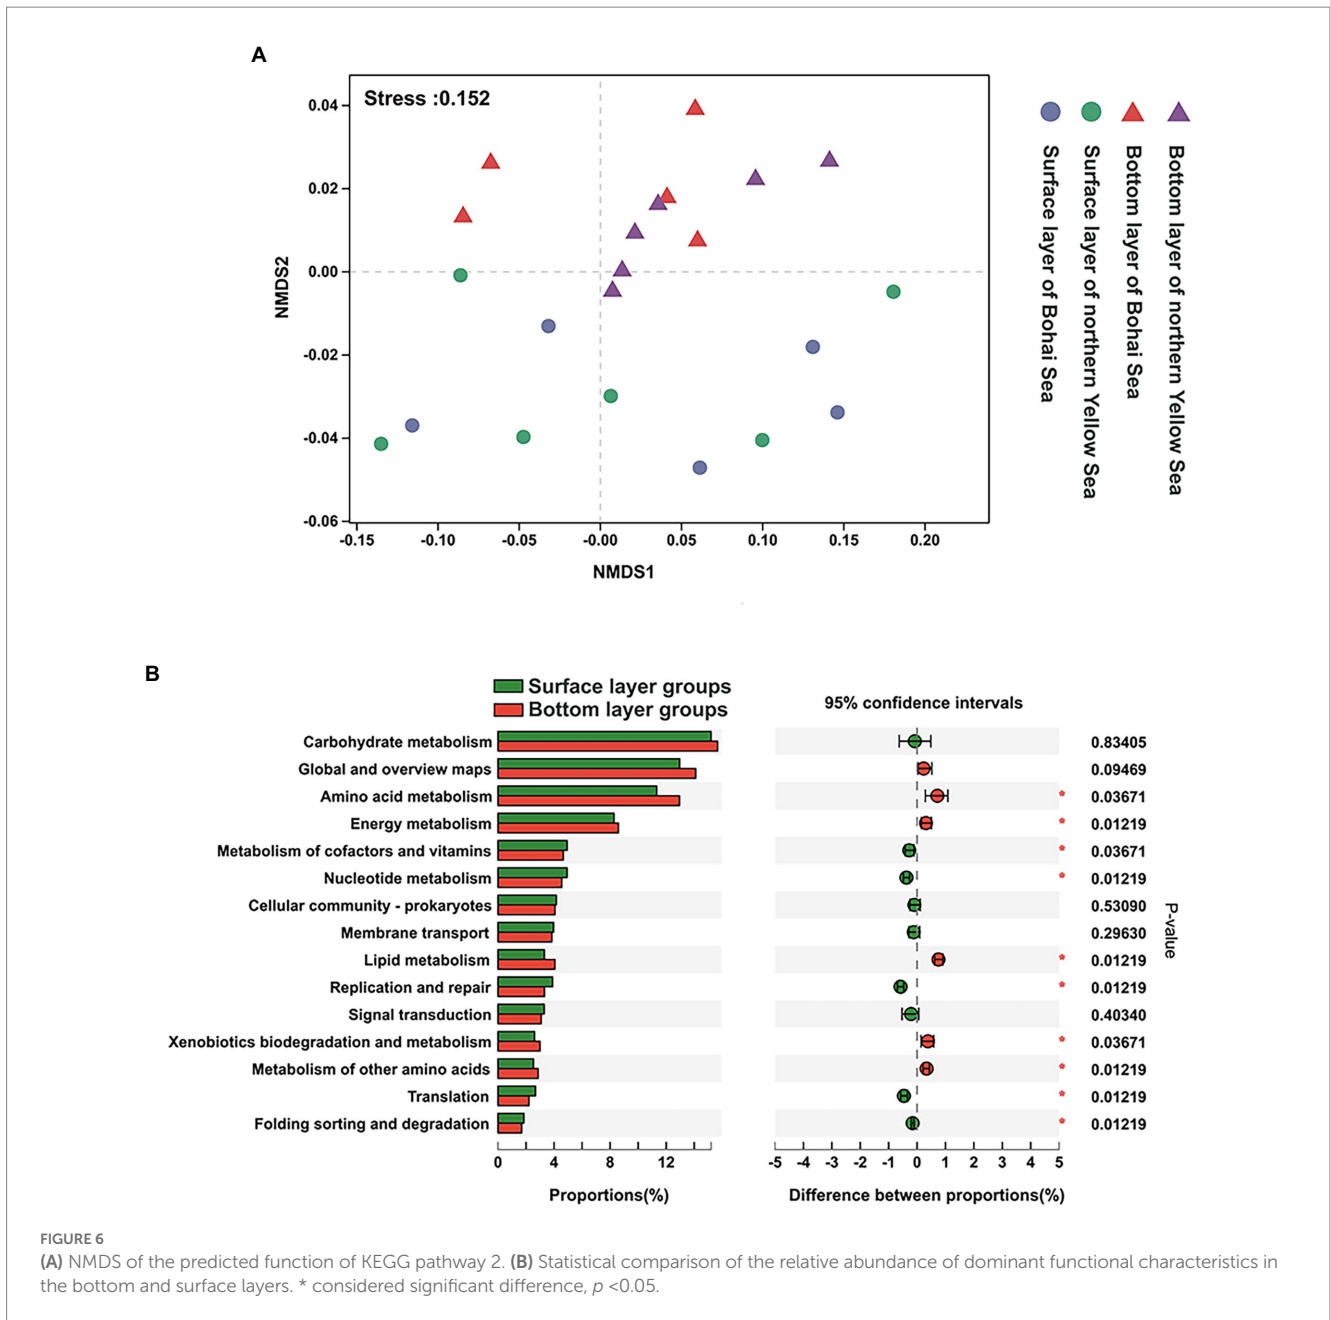 A
Stress :0.152
0.04
0.02
0.00
-0.02
-0.04
-0.06
NMDS2
-0.15 -0.10 -0.05 -0.00 0.05 0.10 0.15 0.20
NMDS1
Surface layer of Bohai Sea
Surface layer of northern Yellow Sea
Bottom layer of Bohai Sea
Bottom layer of northern Yellow Sea
B
Surface layer groups
Bottom layer groups
95% confidence intervals
Carbohydrate metabolism 0.83405
Global and overview maps 0.09469
Amino acid metabolism * 0.03671
Energy metabolism * 0.01219
Metabolism of cofactors and vitamins * 0.03671
Nucleotide metabolism * 0.01219
Cellular community - prokaryotes 0.53090
Membrane transport 0.29630
Lipid metabolism * 0.01219
Replication and repair * 0.01219
Signal transduction 0.40340
Xenobiotics biodegradation and metabolism * 0.03671
Metabolism of other amino acids * 0.01219
Translation * 0.01219
Folding sorting and degradation * 0.01219
P-value
0 4 8 12
-5 -4 -3 -2 -1 0 1 2 3 4 5
Proportions(%)
Difference between proportions(%)
FIGURE 6
(A) NMDS of the predicted function of KEGG pathway 2. (B) Statistical comparison of the relative abundance of dominant functional characteristics in
the bottom and surface layers. * considered significant difference, p <0.05.